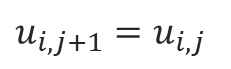 u_{i,j+1} = u_{i,j}